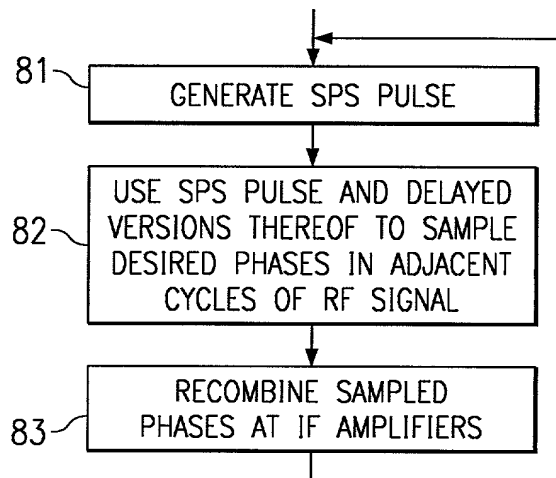 81
GENERATE SPS PULSE
82
USE SPS PULSE AND DELAYED
VERSIONS THEREOF TO SAMPLE
DESIRED PHASES IN ADJACENT
CYCLES OF RF SIGNAL
83
RECOMBINE SAMPLED
PHASES AT IF AMPLIFIERS